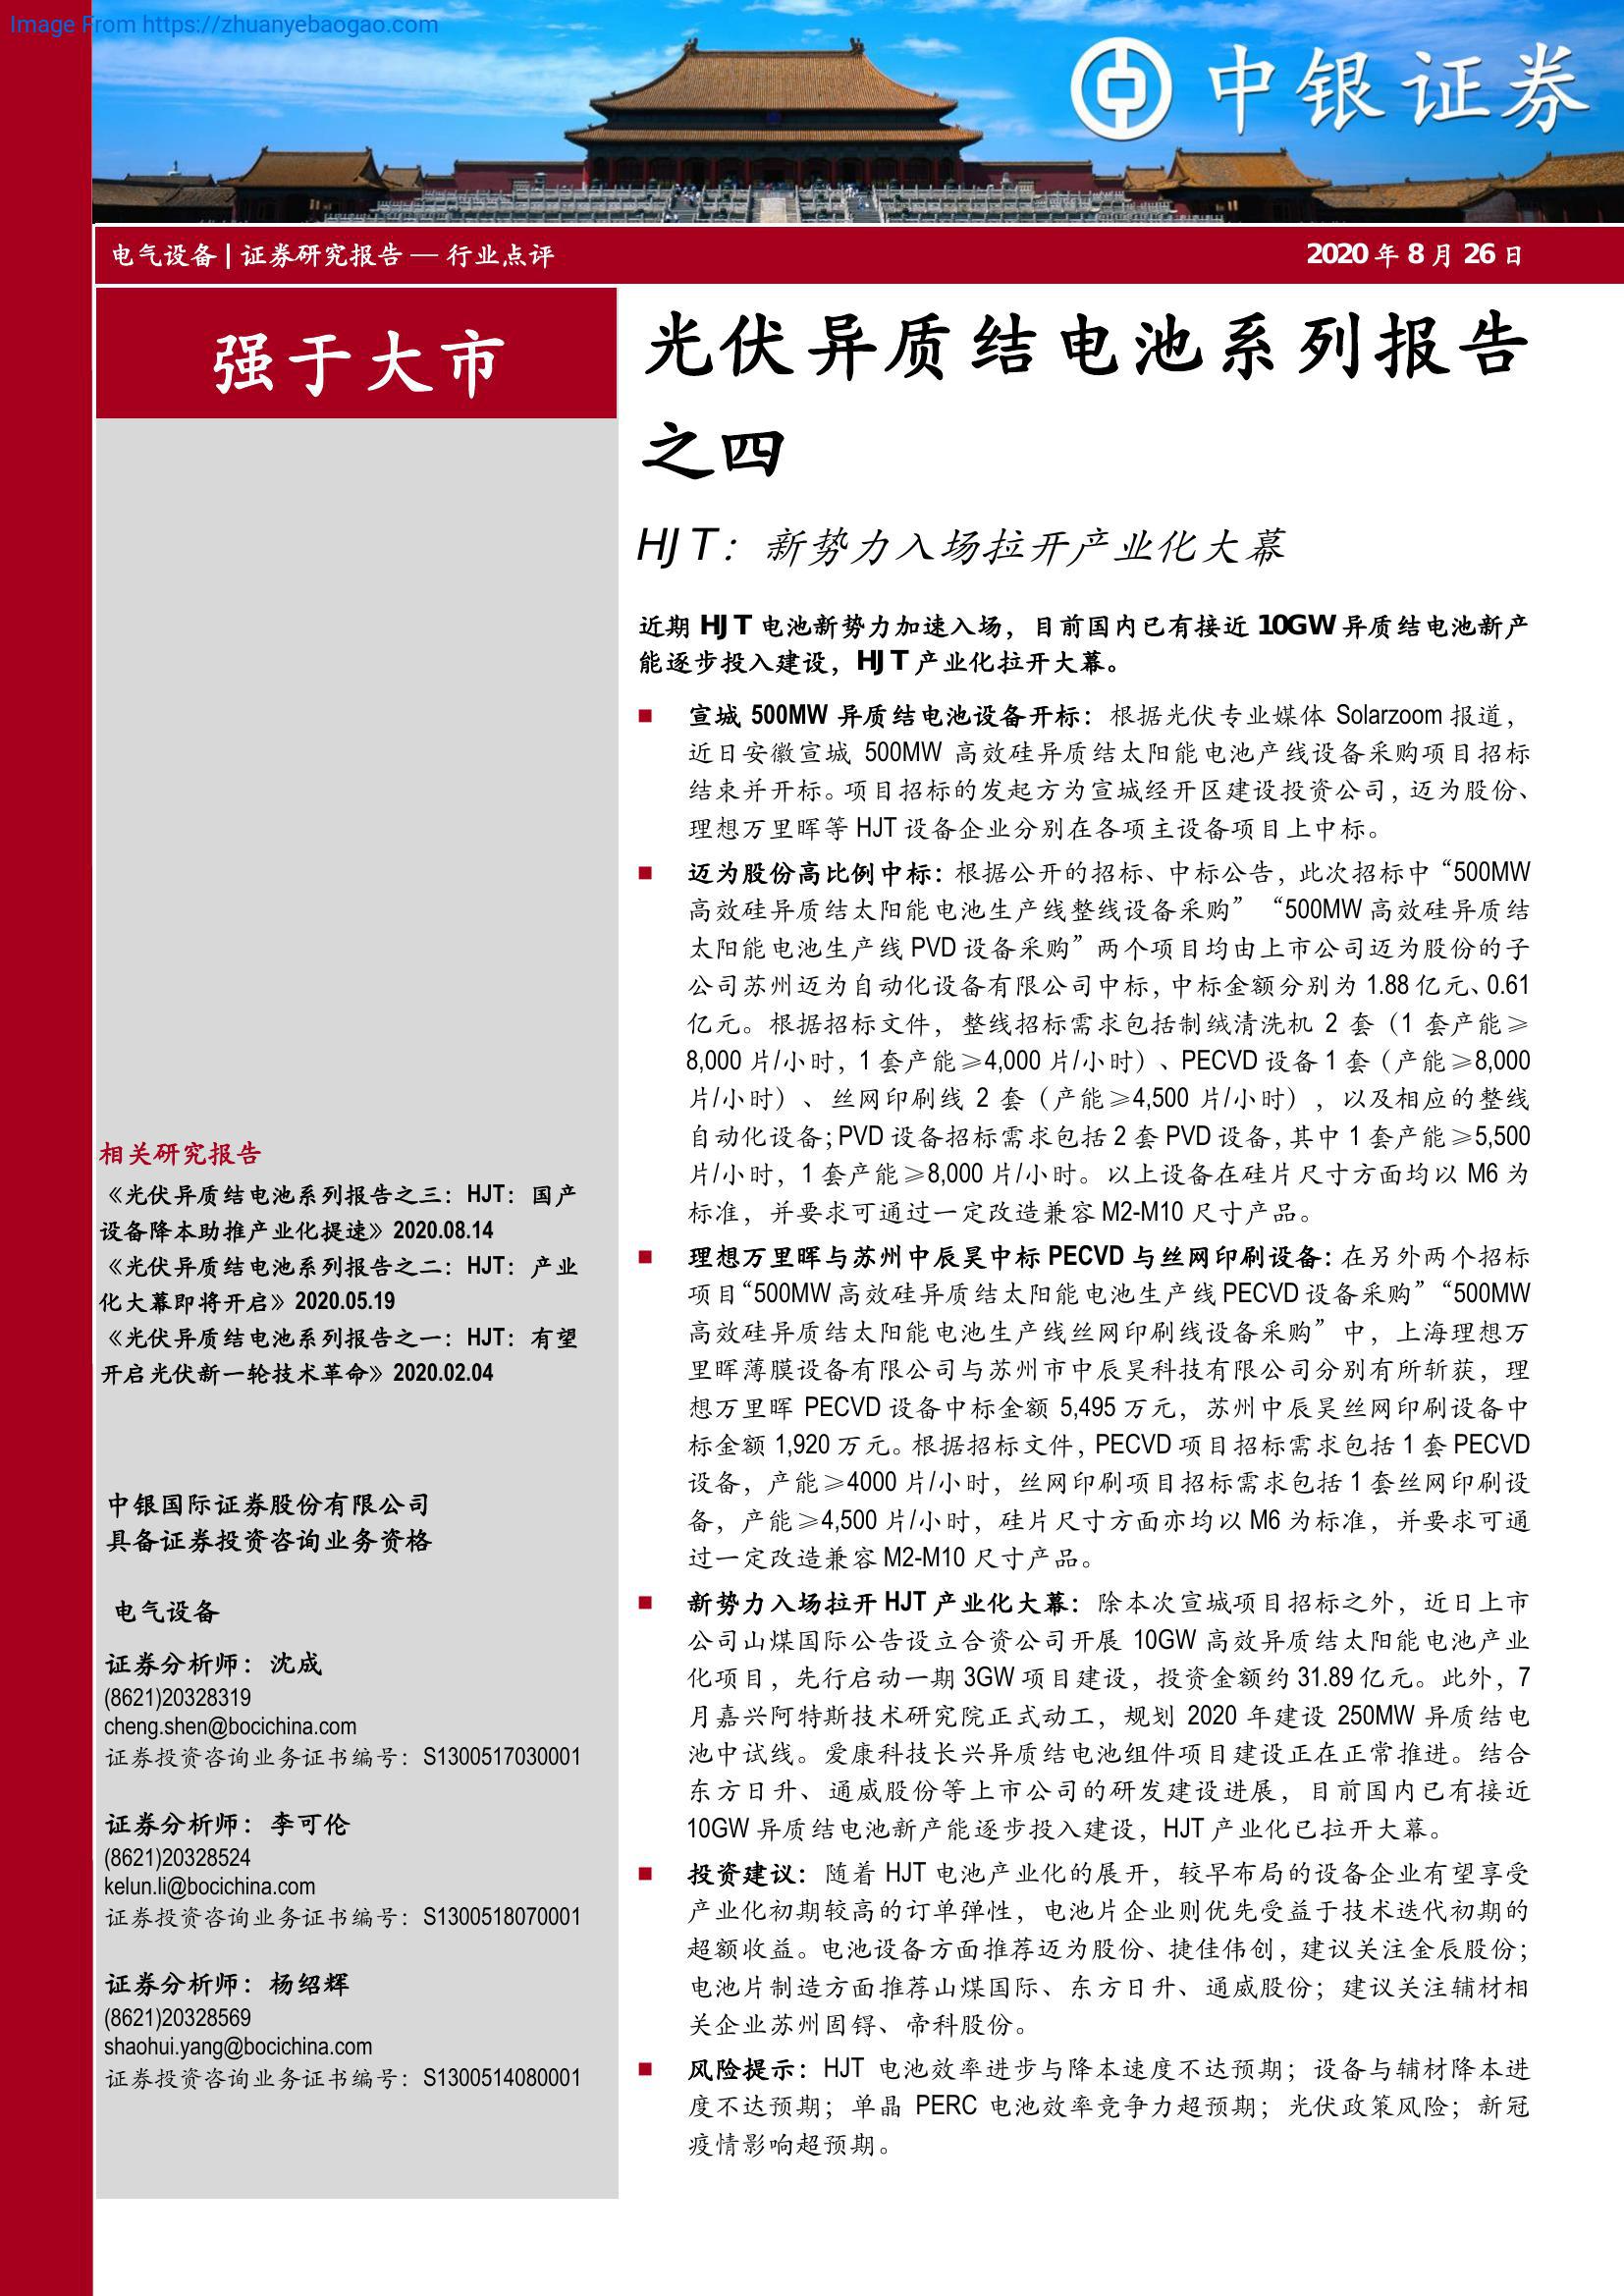 Image From https://zhuanyebaogao.com
中银证券
电气设备 | 证券研究报告 — 行业点评
2020 年 8 月 26 日
强于大市
光伏异质结电池系列报告
之四
HJT：新势力入场拉开产业化大幕
近期 HJT 电池新势力加速入场，目前国内已有接近 10GW 异质结电池新产
能逐步投入建设，HJT 产业化拉开大幕。
■ 宣城 500MW 异质结电池设备开标：根据光伏专业媒体 Solarzoom 报道，
近日安徽宣城 500MW 高效硅异质结太阳能电池产线设备采购项目招标
结束并开标。项目招标的发起方为宣城经开区建设投资公司，迈为股份、
理想万里晖等 HJT 设备企业分别在各项主设备项目上中标。
■ 迈为股份高比例中标：根据公开的招标、中标公告，此次招标中“500MW
高效硅异质结太阳能电池生产线整线设备采购” “500MW 高效硅异质结
太阳能电池生产线 PVD 设备采购”两个项目均由上市公司迈为股份的子
公司苏州迈为自动化设备有限公司中标，中标金额分别为 1.88 亿元、0.61
亿元。根据招标文件，整线招标需求包括制绒清洗机 2 套（1 套产能≥
8,000 片/小时，1 套产能≥4,000 片/小时）、PECVD 设备 1 套（产能≥8,000
片/小时）、丝网印刷线 2 套（产能≥4,500 片/小时），以及相应的整线
自动化设备；PVD 设备招标需求包括 2 套 PVD 设备，其中 1 套产能≥5,500
片/小时，1 套产能≥8,000 片/小时。以上设备在硅片尺寸方面均以 M6 为
标准，并要求可通过一定改造兼容 M2-M10 尺寸产品。
■ 理想万里晖与苏州中辰昊中标 PECVD 与丝网印刷设备：在另外两个招标
项目“500MW 高效硅异质结太阳能电池生产线 PECVD 设备采购”“500MW
高效硅异质结太阳能电池生产线丝网印刷线设备采购”中，上海理想万
里晖薄膜设备有限公司与苏州市中辰昊科技有限公司分别有所斩获，理
想万里晖 PECVD 设备中标金额 5,495 万元，苏州中辰昊丝网印刷设备中
标金额 1,920 万元。根据招标文件，PECVD 项目招标需求包括 1 套 PECVD
设备，产能≥4000 片/小时，丝网印刷项目招标需求包括 1 套丝网印刷设
备，产能≥4,500 片/小时，硅片尺寸方面亦均以 M6 为标准，并要求可通
过一定改造兼容 M2-M10 尺寸产品。
■ 新势力入场拉开 HJT 产业化大幕：除本次宣城项目招标之外，近日上市
公司山煤国际公告设立合资公司开展 10GW 高效异质结太阳能电池产业
化项目，先行启动一期 3GW 项目建设，投资金额约 31.89 亿元。此外，7
月嘉兴阿特斯技术研究院正式动工，规划 2020 年建设 250MW 异质结电
池中试线。爱康科技长兴异质结电池组件项目建设正在正常推进。结合
东方日升、通威股份等上市公司的研发建设进展，目前国内已有接近
10GW 异质结电池新产能逐步投入建设，HJT 产业化已拉开大幕。
■ 投资建议：随着 HJT 电池产业化的展开，较早布局的设备企业有望享受
产业化初期较高的订单弹性，电池片企业则优先受益于技术迭代初期的
超额收益。电池设备方面推荐迈为股份、捷佳伟创，建议关注金辰股份；
电池片制造方面推荐山煤国际、东方日升、通威股份；建议关注辅材相
关企业苏州固锝、帝科股份。
■ 风险提示：HJT 电池效率进步与降本速度不达预期；设备与辅材降本进
度不达预期；单晶 PERC 电池效率竞争力超预期；光伏政策风险；新冠
疫情影响超预期。
相关研究报告
《光伏异质结电池系列报告之三：HJT：国产
设备降本助推产业化提速》2020.08.14
《光伏异质结电池系列报告之二：HJT：产业
化大幕即将开启》2020.05.19
《光伏异质结电池系列报告之一：HJT：有望
开启光伏新一轮技术革命》2020.02.04
中银国际证券股份有限公司
具备证券投资咨询业务资格
电气设备
证券分析师：沈成
(8621)20328319
cheng.shen@bocichina.com
证券投资咨询业务证书编号：S1300517030001
证券分析师：李可伦
(8621)20328524
kelun.li@bocichina.com
证券投资咨询业务证书编号：S1300518070001
证券分析师：杨绍辉
(8621)20328569
shaohui.yang@bocichina.com
证券投资咨询业务证书编号：S1300514080001